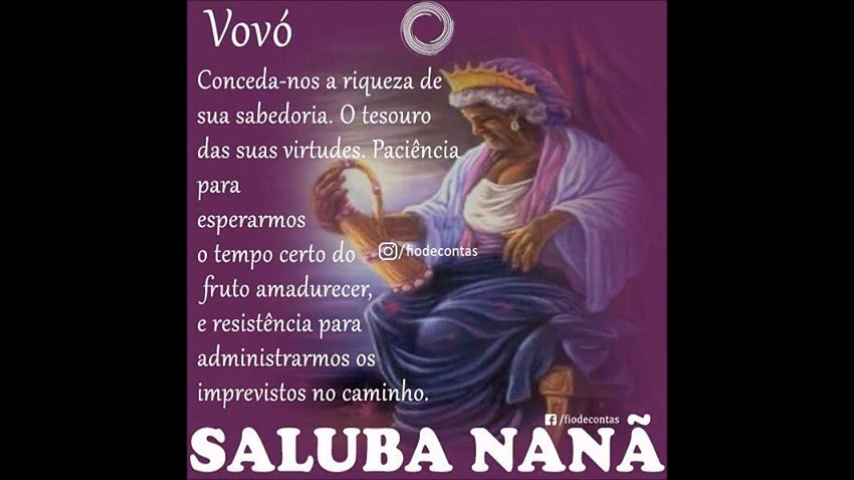 Vovó
Conceda-nos a riqueza de
sua sabedoria. O tesouro
das suas virtudes. Paciência
para
esperarmos
o tempo certo do
fruto amadurecer,
e resistência para
administrarmos os
imprevistos no caminho.
/fiodecontas
/fiodecontas
SALUBA NANÃ